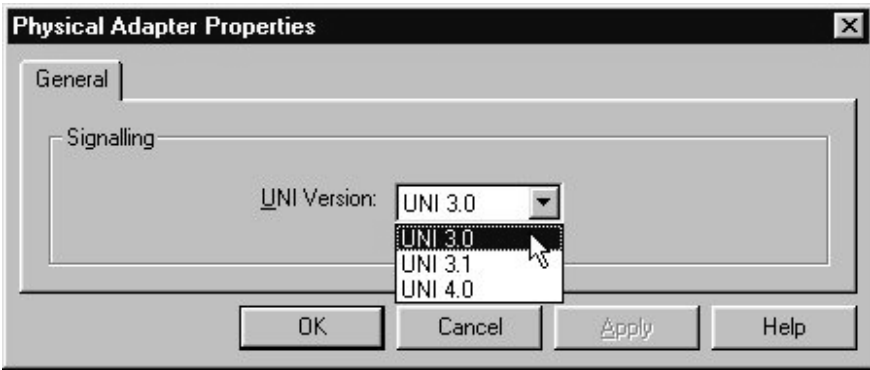 Physical Adapter Properties
General
Signalling
UNI Version: UNI 3.0
UNI 3.0
UNI 3.1
UNI 4.0
OK Cancel Apply Help